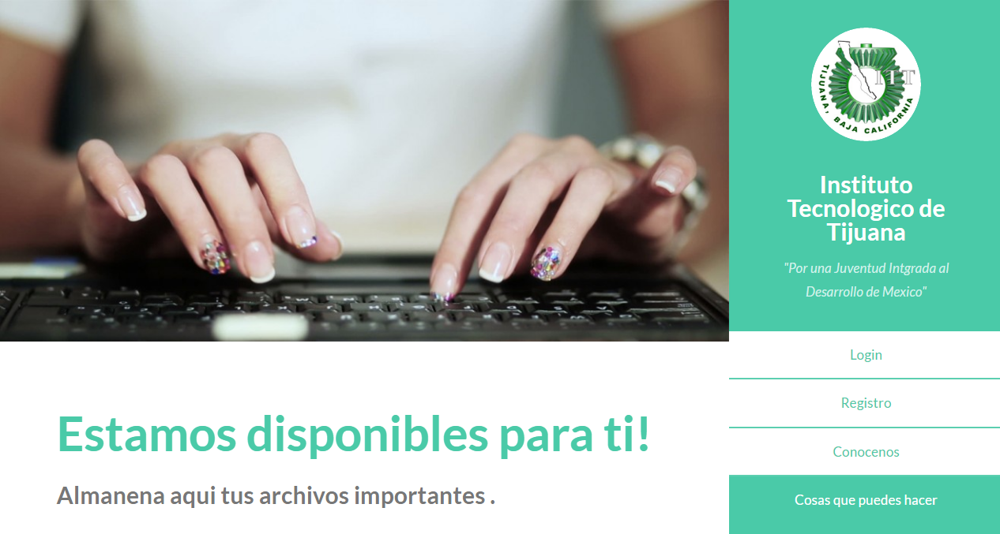 ITT
TIJUANA, BAJA CALIFORNIA
Instituto
Tecnologico de
Tijuana
"Por una Juventud Intgrada al
Desarrollo de Mexico"
Login
Registro
Conocenos
Cosas que puedes hacer
Estamos disponibles para ti!
Almanena aqui tus archivos importantes .